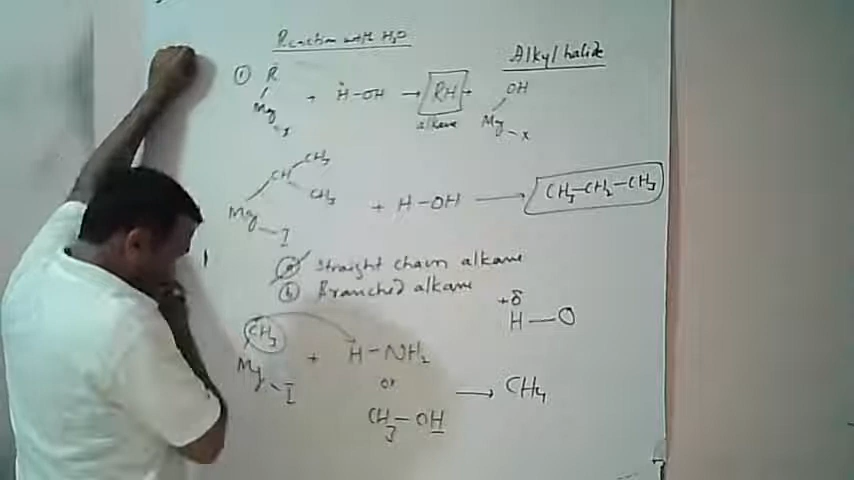 Reaction with H2O
Alkyl halide
① R
Mg
x
+ H-OH → RH +
alkane
OH
Mg
x
CH3
CH
CH3
Mg
I
+ H-OH → CH3-CH2-CH3
ⓐ Straight chain alkane
ⓑ Branched alkane
+δ
H — O
CH3
Mg
I
+ H-NH2
or
CH3-OH
→ CH4